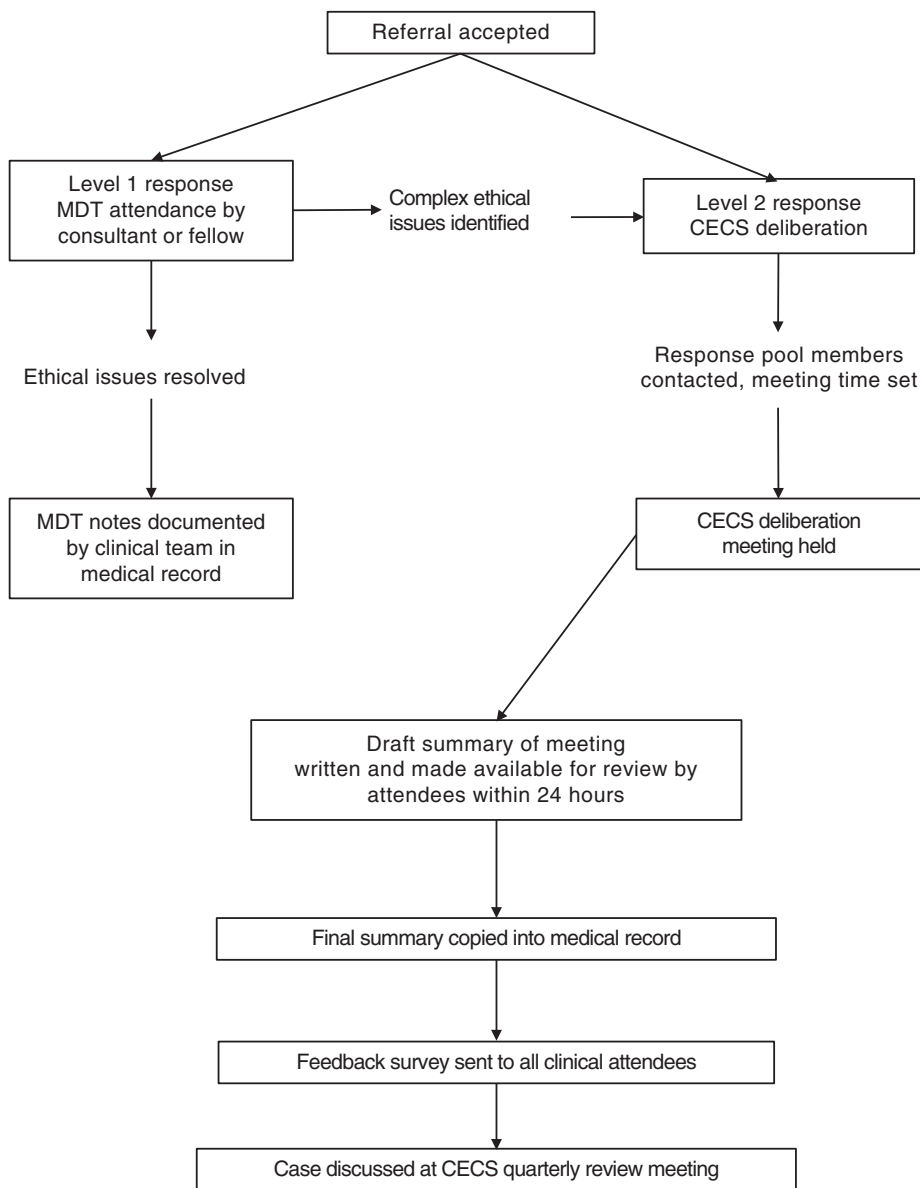 Referral accepted
Level 1 response
MDT attendance by
consultant or fellow
Complex ethical
issues identified
Level 2 response
CECS deliberation
Ethical issues resolved
Response pool members
contacted, meeting time set
MDT notes documented
by clinical team in
medical record
CECS deliberation
meeting held
Draft summary of meeting
written and made available for review by
attendees within 24 hours
Final summary copied into medical record
Feedback survey sent to all clinical attendees
Case discussed at CECS quarterly review meeting